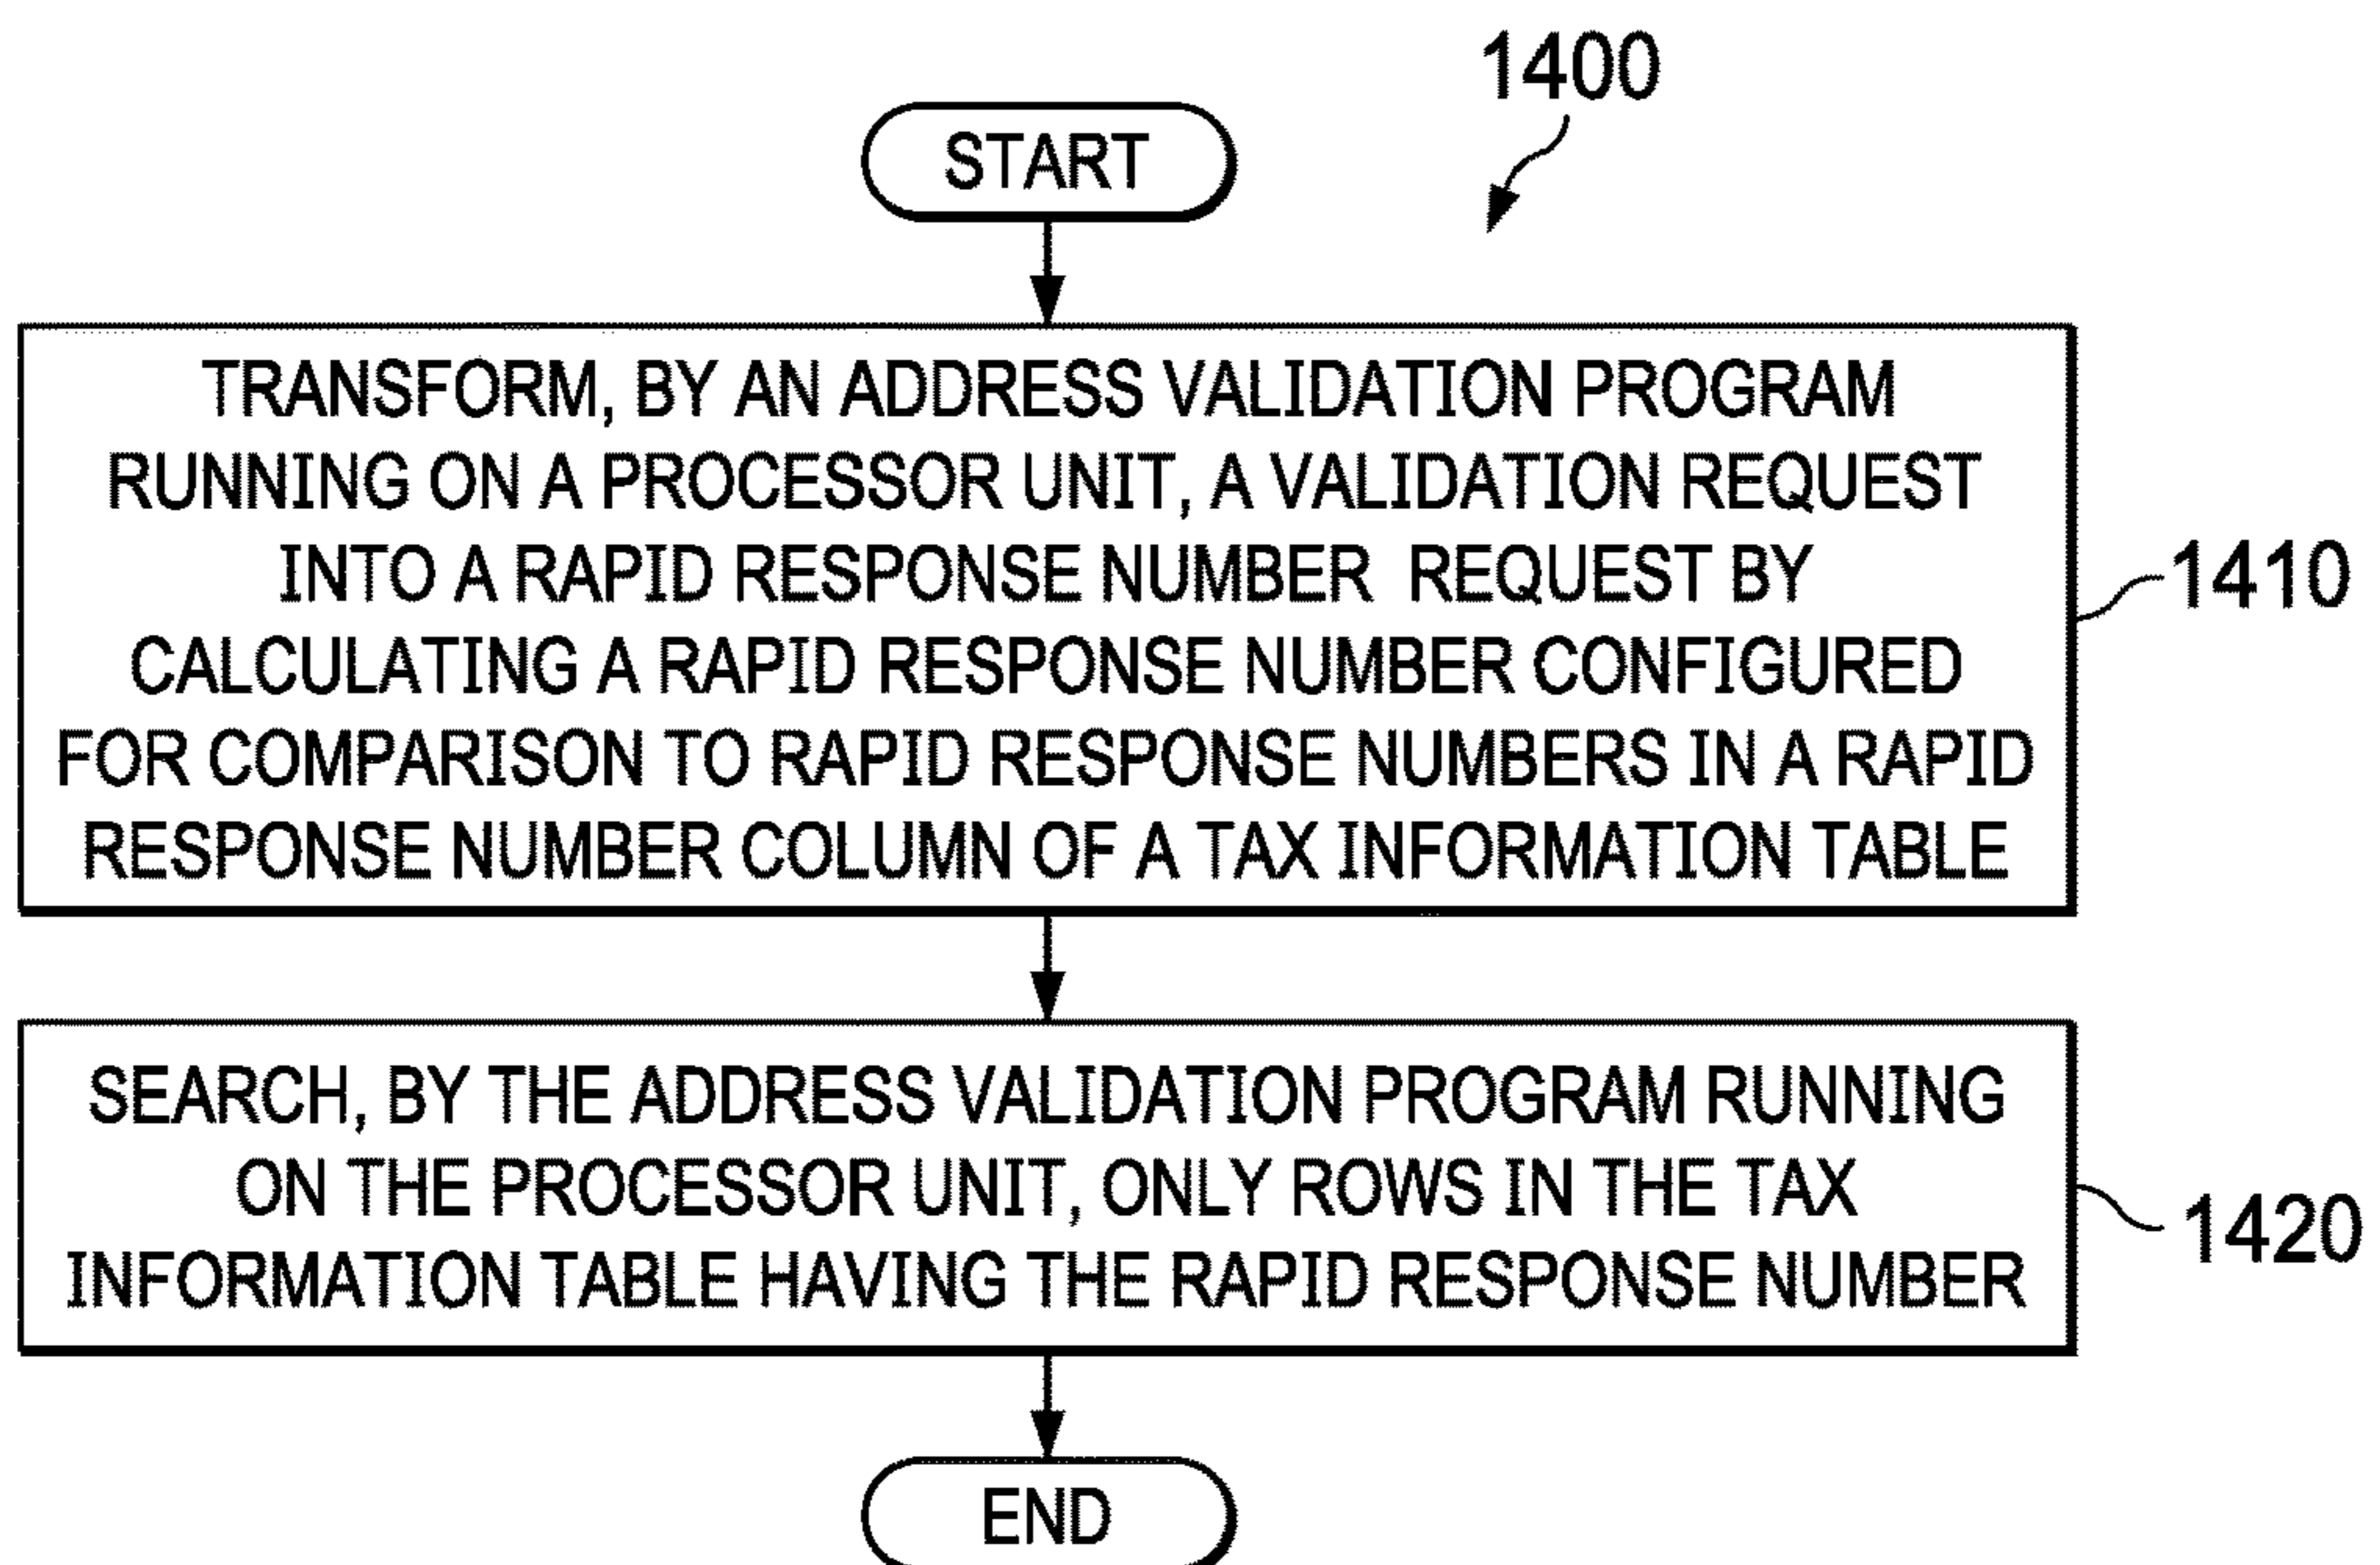 1400
START
TRANSFORM, BY AN ADDRESS VALIDATION PROGRAM
RUNNING ON A PROCESSOR UNIT, A VALIDATION REQUEST
INTO A RAPID RESPONSE NUMBER REQUEST BY
CALCULATING A RAPID RESPONSE NUMBER CONFIGURED
FOR COMPARISON TO RAPID RESPONSE NUMBERS IN A RAPID
RESPONSE NUMBER COLUMN OF A TAX INFORMATION TABLE
1410
SEARCH, BY THE ADDRESS VALIDATION PROGRAM RUNNING
ON THE PROCESSOR UNIT, ONLY ROWS IN THE TAX
INFORMATION TABLE HAVING THE RAPID RESPONSE NUMBER
1420
END